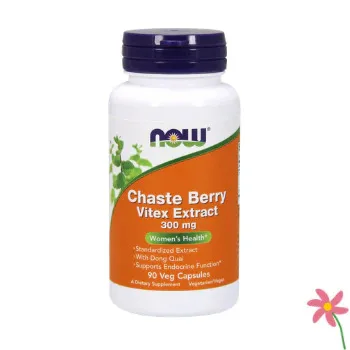 NOW
Chaste Berry
Vitex Extract
300 mg
Women's Health*
•Standardized Extract
•With Dong Quai
•Supports Endocrine Function*
90 Veg Capsules
A Dietary Supplement Vegetarian/Vegan